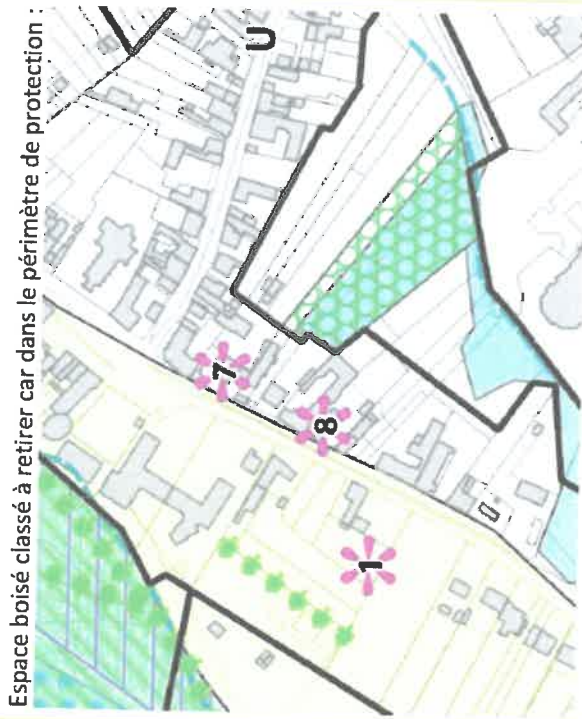 Espace boisé classé à retirer car dans le périmètre de protection :
U
7
8
1